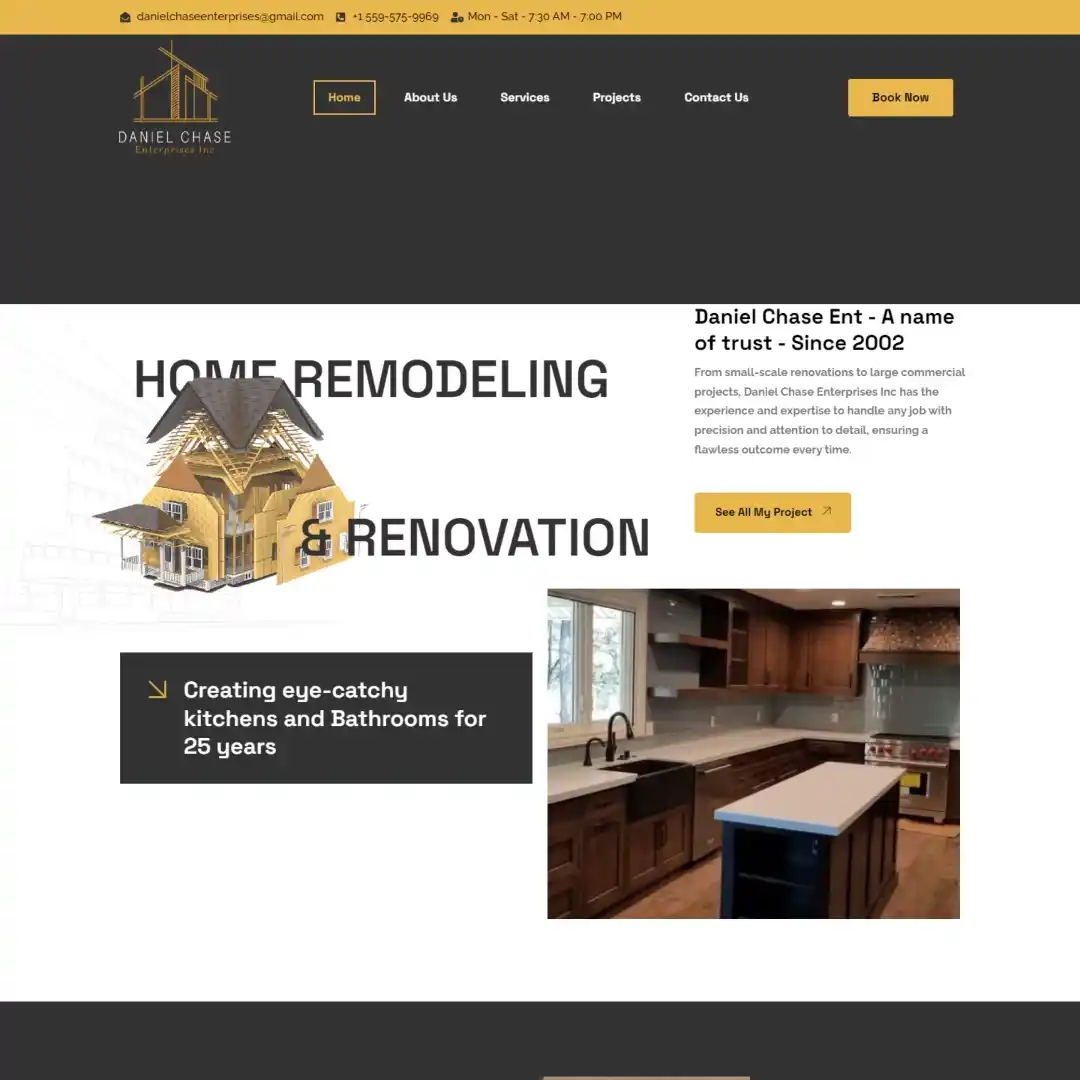 danielchaseenterprises@gmail.com +1 559-575-9969 Mon - Sat - 7:30 AM - 7:00 PM
DANIEL CHASE
Enterprises Inc
Home About Us Services Projects Contact Us Book Now
Daniel Chase Ent - A name
of trust - Since 2002
From small-scale renovations to large commercial
projects, Daniel Chase Enterprises Inc has the
experience and expertise to handle any job with
precision and attention to detail, ensuring a
flawless outcome every time.
See All My Project
HOME REMODELING
& RENOVATION
Creating eye-catchy
kitchens and Bathrooms for
25 years